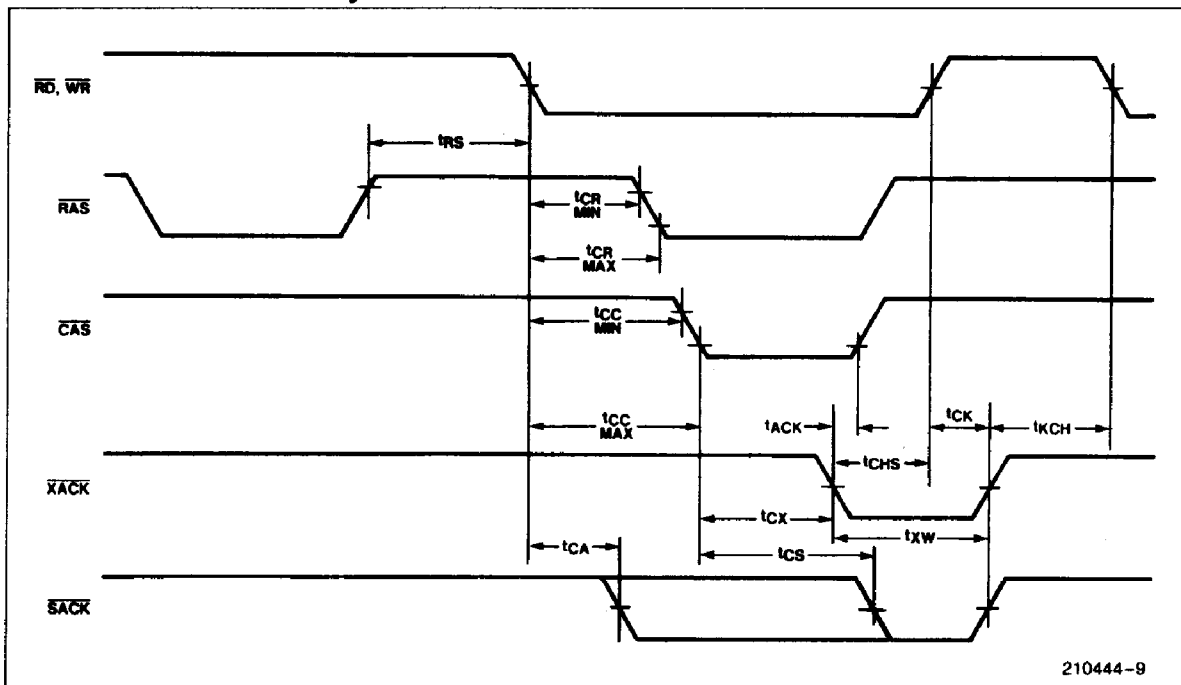 RD, WR
tRS
RAS
tCR
MIN
tCR
MAX
CAS
tCC
MIN
tCC
MAX
tACK
tCK
tKCH
tCHS
XACK
tCX
tXW
tCA
tCS
SACK
210444-9